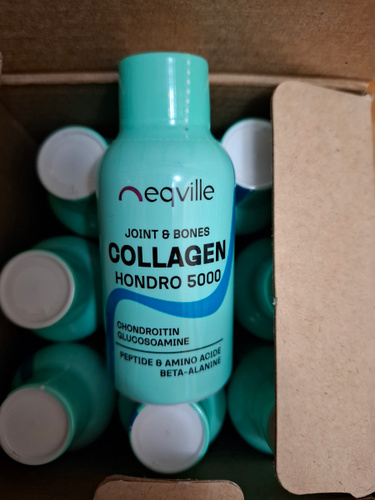 eqville
JOINT & BONES
COLLAGEN
HONDRO 5000
CHONDROITIN
GLUCOSOAMINE
PEPTIDE & AMINO ACIDE
BETA-ALANINE